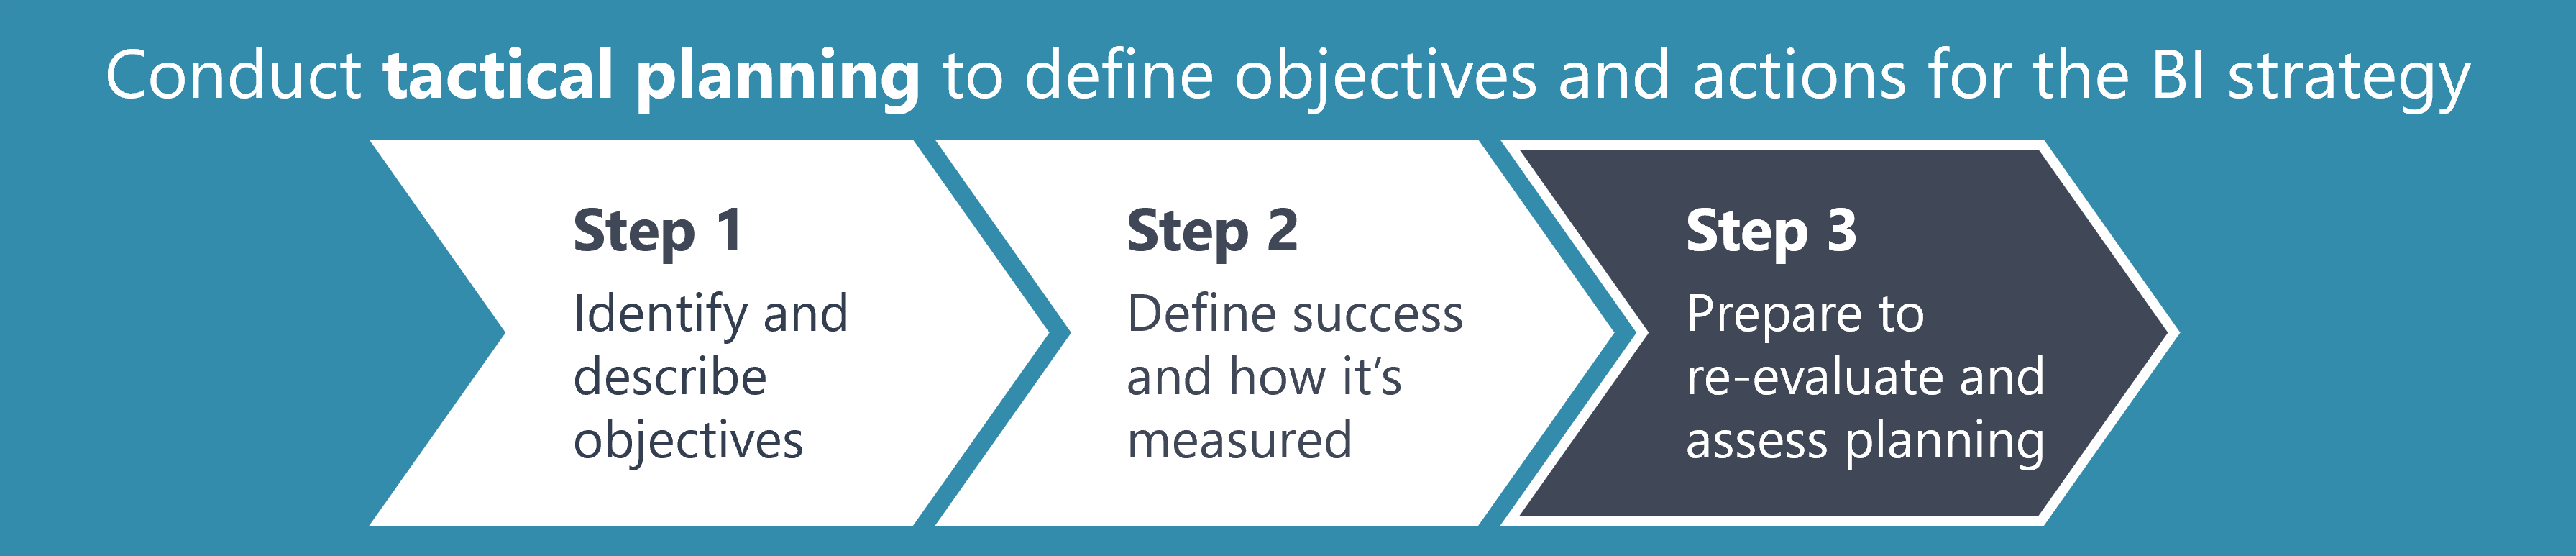 Conduct tactical planning to define objectives and actions for the BI strategy
Step 1
Identify and
describe
objectives
Step 2
Define success
and how it’s
measured
Step 3
Prepare to
re-evaluate and
assess planning